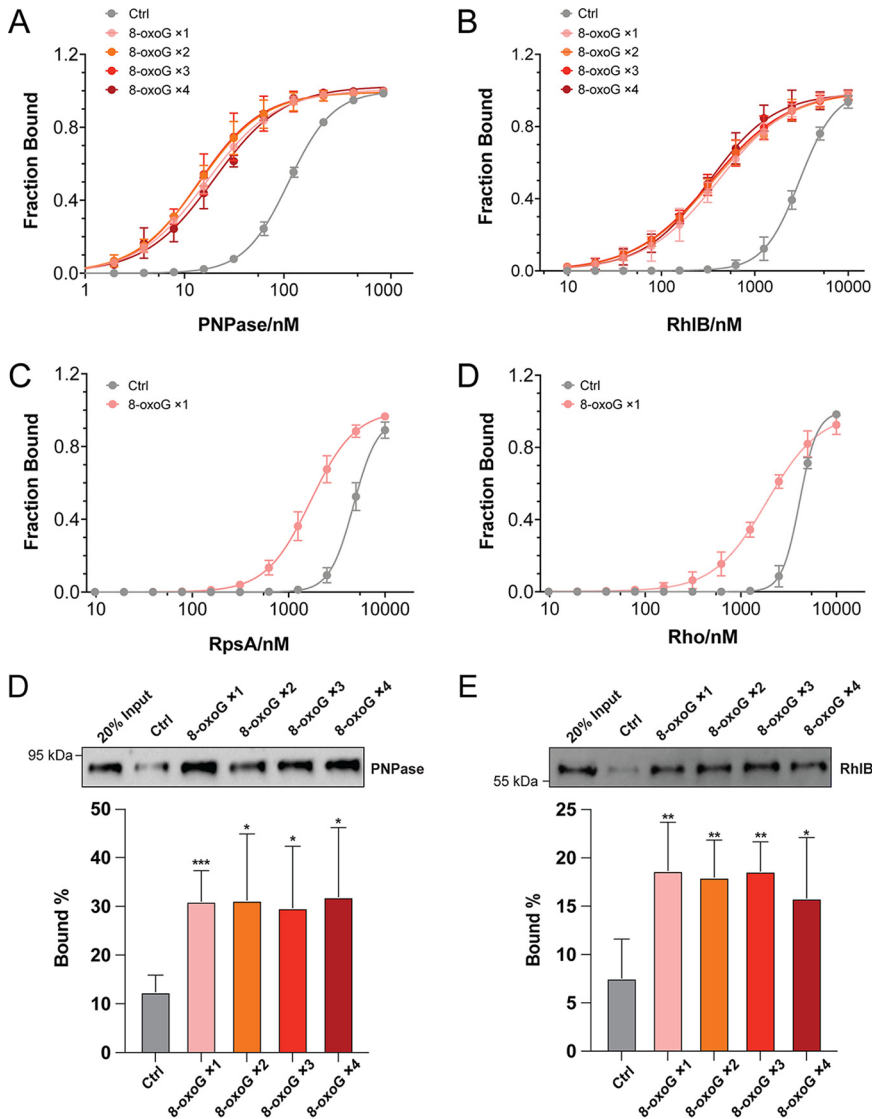 A
Ctrl
8-oxoG ×1
8-oxoG ×2
8-oxoG ×3
8-oxoG ×4
1.2
0.8
0.4
0.0
Fraction Bound
1
10
100
1000
PNPase/nM
B
Ctrl
8-oxoG ×1
8-oxoG ×2
8-oxoG ×3
8-oxoG ×4
1.2
0.8
0.4
0.0
Fraction Bound
10
100
1000
10000
RhlB/nM
C
Ctrl
8-oxoG ×1
1.2
0.8
0.4
0.0
Fraction Bound
10
100
1000
10000
RpsA/nM
D
Ctrl
8-oxoG ×1
1.2
0.8
0.4
0.0
Fraction Bound
10
100
1000
10000
Rho/nM
D
20% Input
Ctrl
8-oxoG ×1
8-oxoG ×2
8-oxoG ×3
8-oxoG ×4
95 kDa
PNPase
50
40
30
20
10
0
Bound %
***
*
*
*
Ctrl
8-oxoG ×1
8-oxoG ×2
8-oxoG ×3
8-oxoG ×4
E
20% Input
Ctrl
8-oxoG ×1
8-oxoG ×2
8-oxoG ×3
8-oxoG ×4
55 kDa
RhlB
25
20
15
10
5
0
Bound %
**
**
**
*
Ctrl
8-oxoG ×1
8-oxoG ×2
8-oxoG ×3
8-oxoG ×4